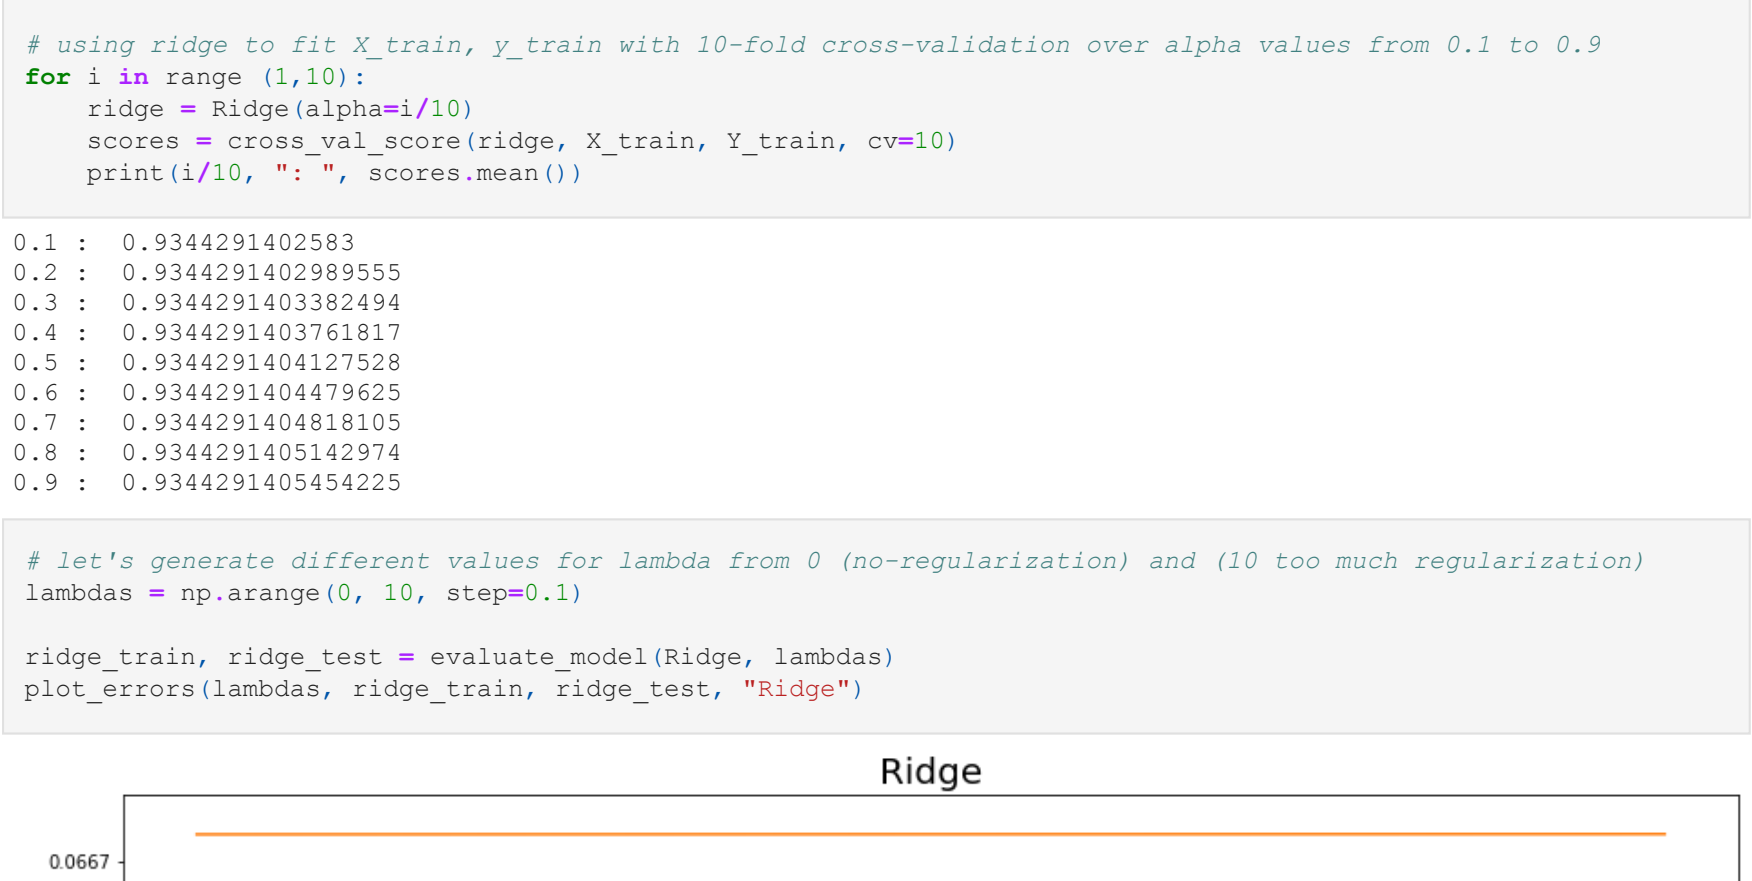 # using ridge to fit X_train, y_train with 10-fold cross-validation over alpha values from 0.1 to 0.9
for i in range (1,10):
    ridge = Ridge(alpha=i/10)
    scores = cross_val_score(ridge, X_train, Y_train, cv=10)
    print(i/10, ": ", scores.mean())
0.1 :  0.9344291402583
0.2 :  0.9344291402989555
0.3 :  0.9344291403382494
0.4 :  0.9344291403761817
0.5 :  0.9344291404127528
0.6 :  0.9344291404479625
0.7 :  0.9344291404818105
0.8 :  0.9344291405142974
0.9 :  0.9344291405454225
# let's generate different values for lambda from 0 (no-regularization) and (10 too much regularization)
lambdas = np.arange(0, 10, step=0.1)
ridge_train, ridge_test = evaluate_model(Ridge, lambdas)
plot_errors(lambdas, ridge_train, ridge_test, "Ridge")
Ridge
0.0667